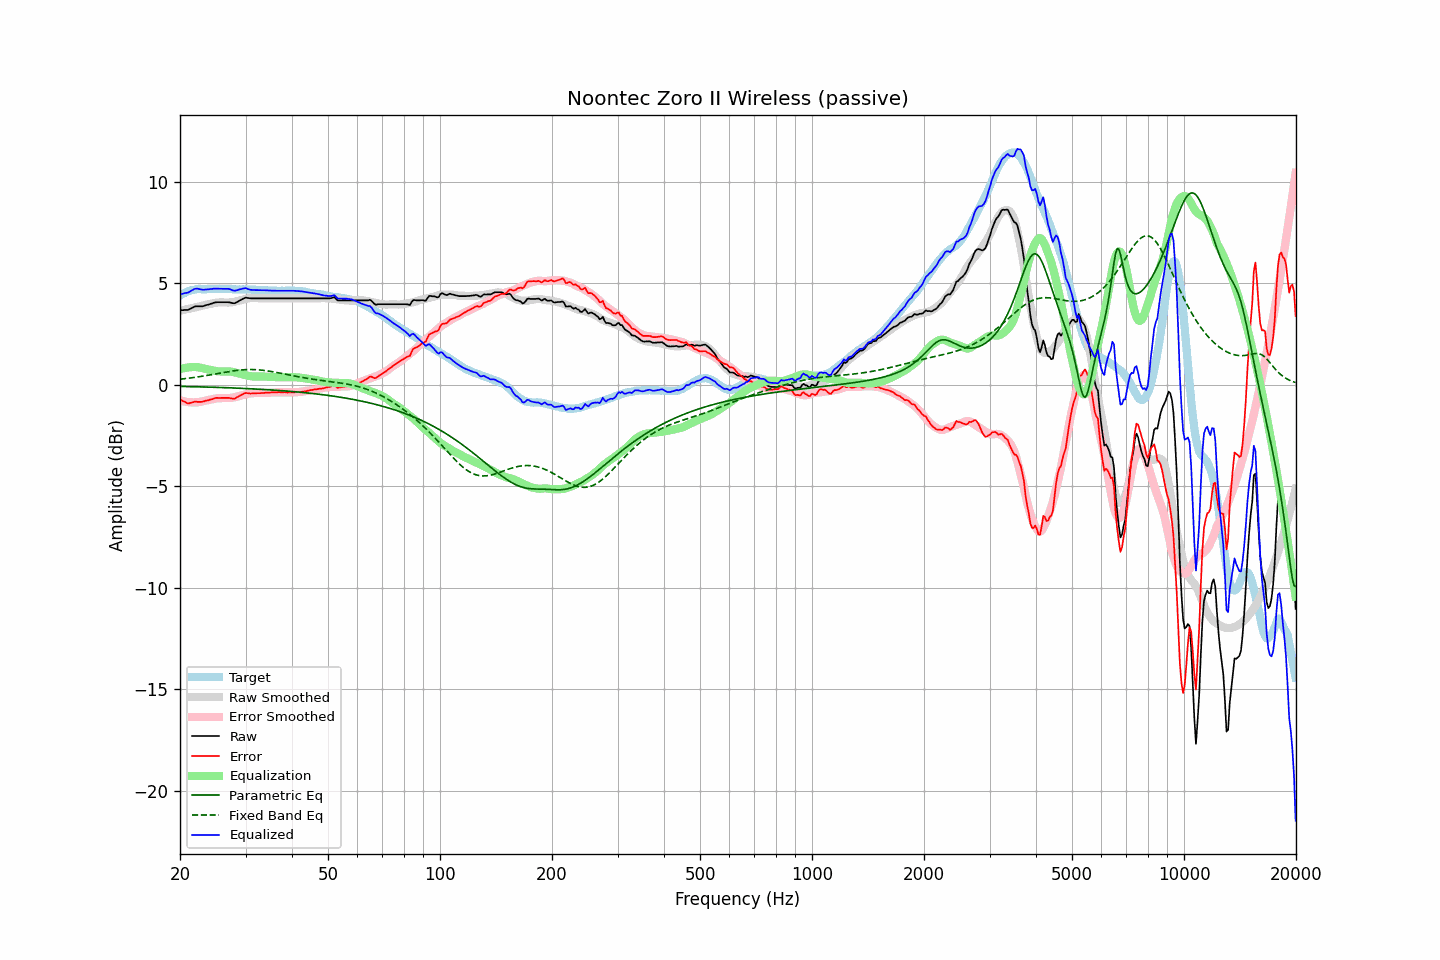 Noontec Zoro II Wireless (passive)
10
5
0
−5
−10
−15
−20
Amplitude (dBr)
Target
Raw Smoothed
Error Smoothed
Raw
Error
Equalization
Parametric Eq
Fixed Band Eq
Equalized
20 50 100 200 500 1000 2000 5000 10000 20000
Frequency (Hz)